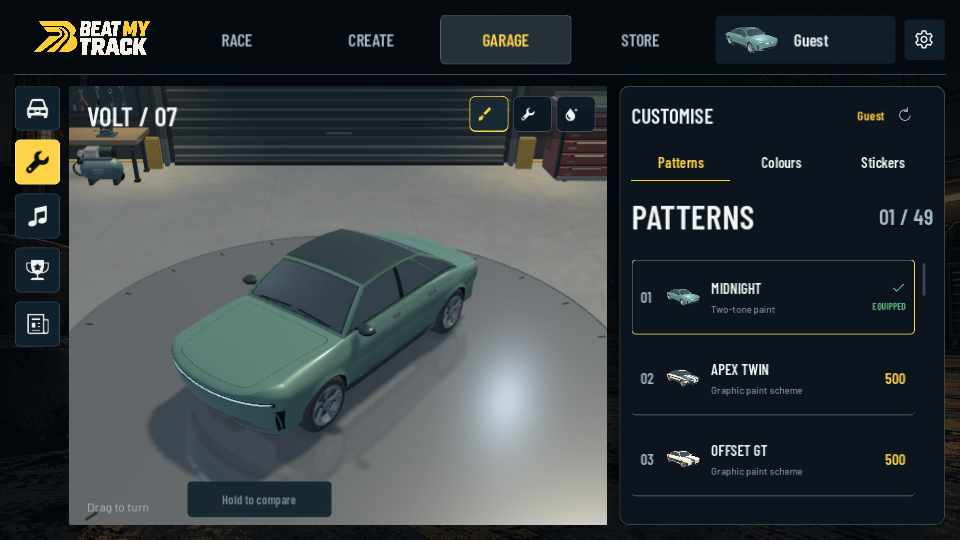 BEAT MY
TRACK
RACE
CREATE
GARAGE
STORE
Guest
VOLT / 07
CUSTOMISE
Guest
Patterns
Colours
Stickers
PATTERNS
01 / 49
01
MIDNIGHT
Two-tone paint
EQUIPPED
02
APEX TWIN
Graphic paint scheme
500
03
OFFSET GT
Graphic paint scheme
500
Drag to turn
Hold to compare